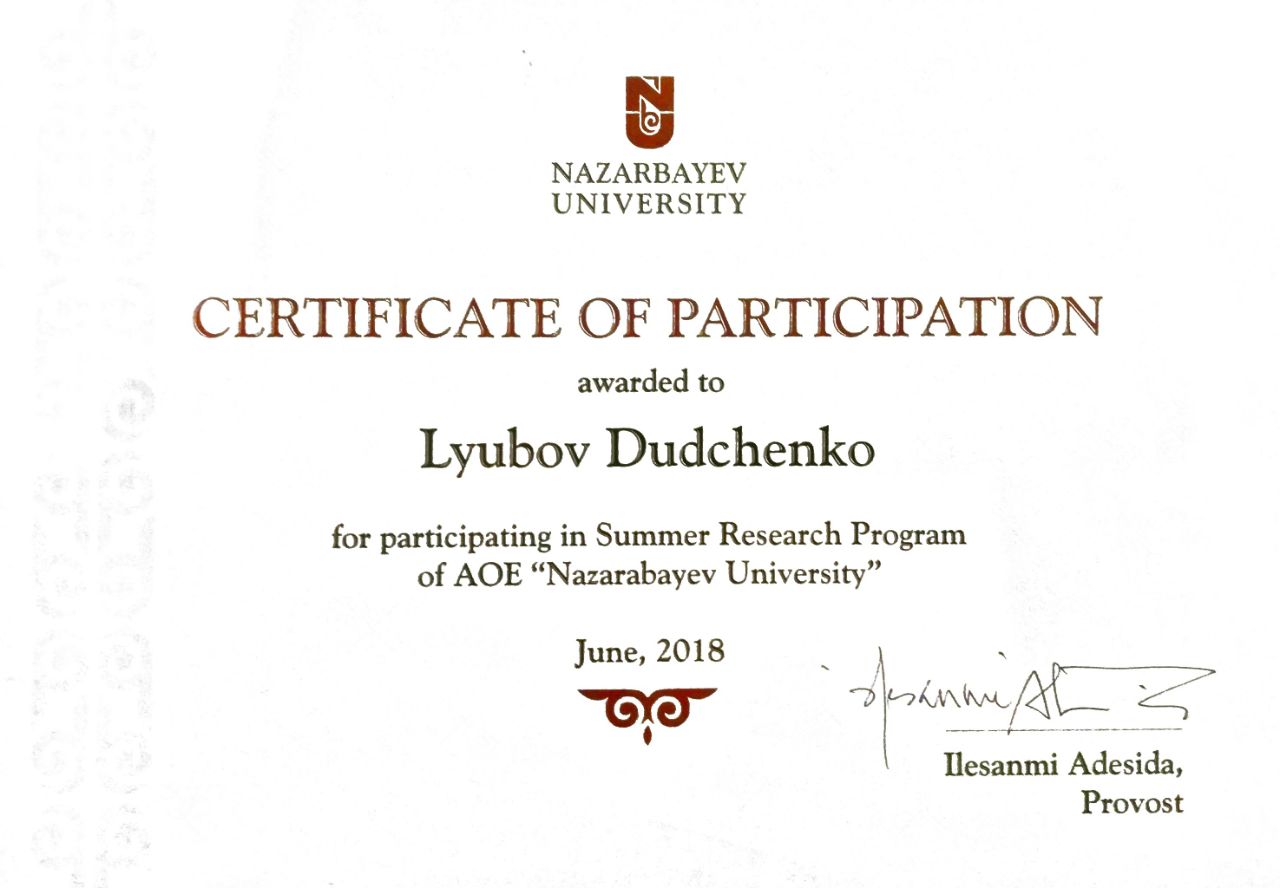 NAZARBAYEV
UNIVERSITY
CERTIFICATE OF PARTICIPATION
awarded to
Lyubov Dudchenko
for participating in Summer Research Program
of AOE “Nazarabayev University”
June, 2018
Ilesanmi Adesida,
Provost